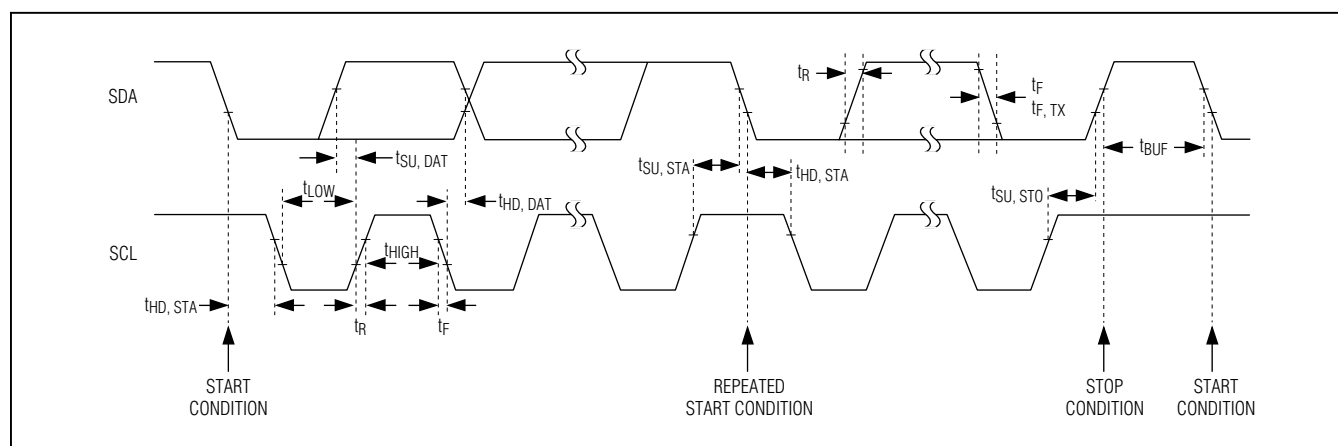 SDA
tR
tF
tF, TX
tSU, DAT
tSU, STA
tHD, STA
tBUF
tLOW
tHD, DAT
tSU, STO
SCL
tHIGH
tHD, STA
tR
tF
START
CONDITION
REPEATED
START CONDITION
STOP
CONDITION
START
CONDITION